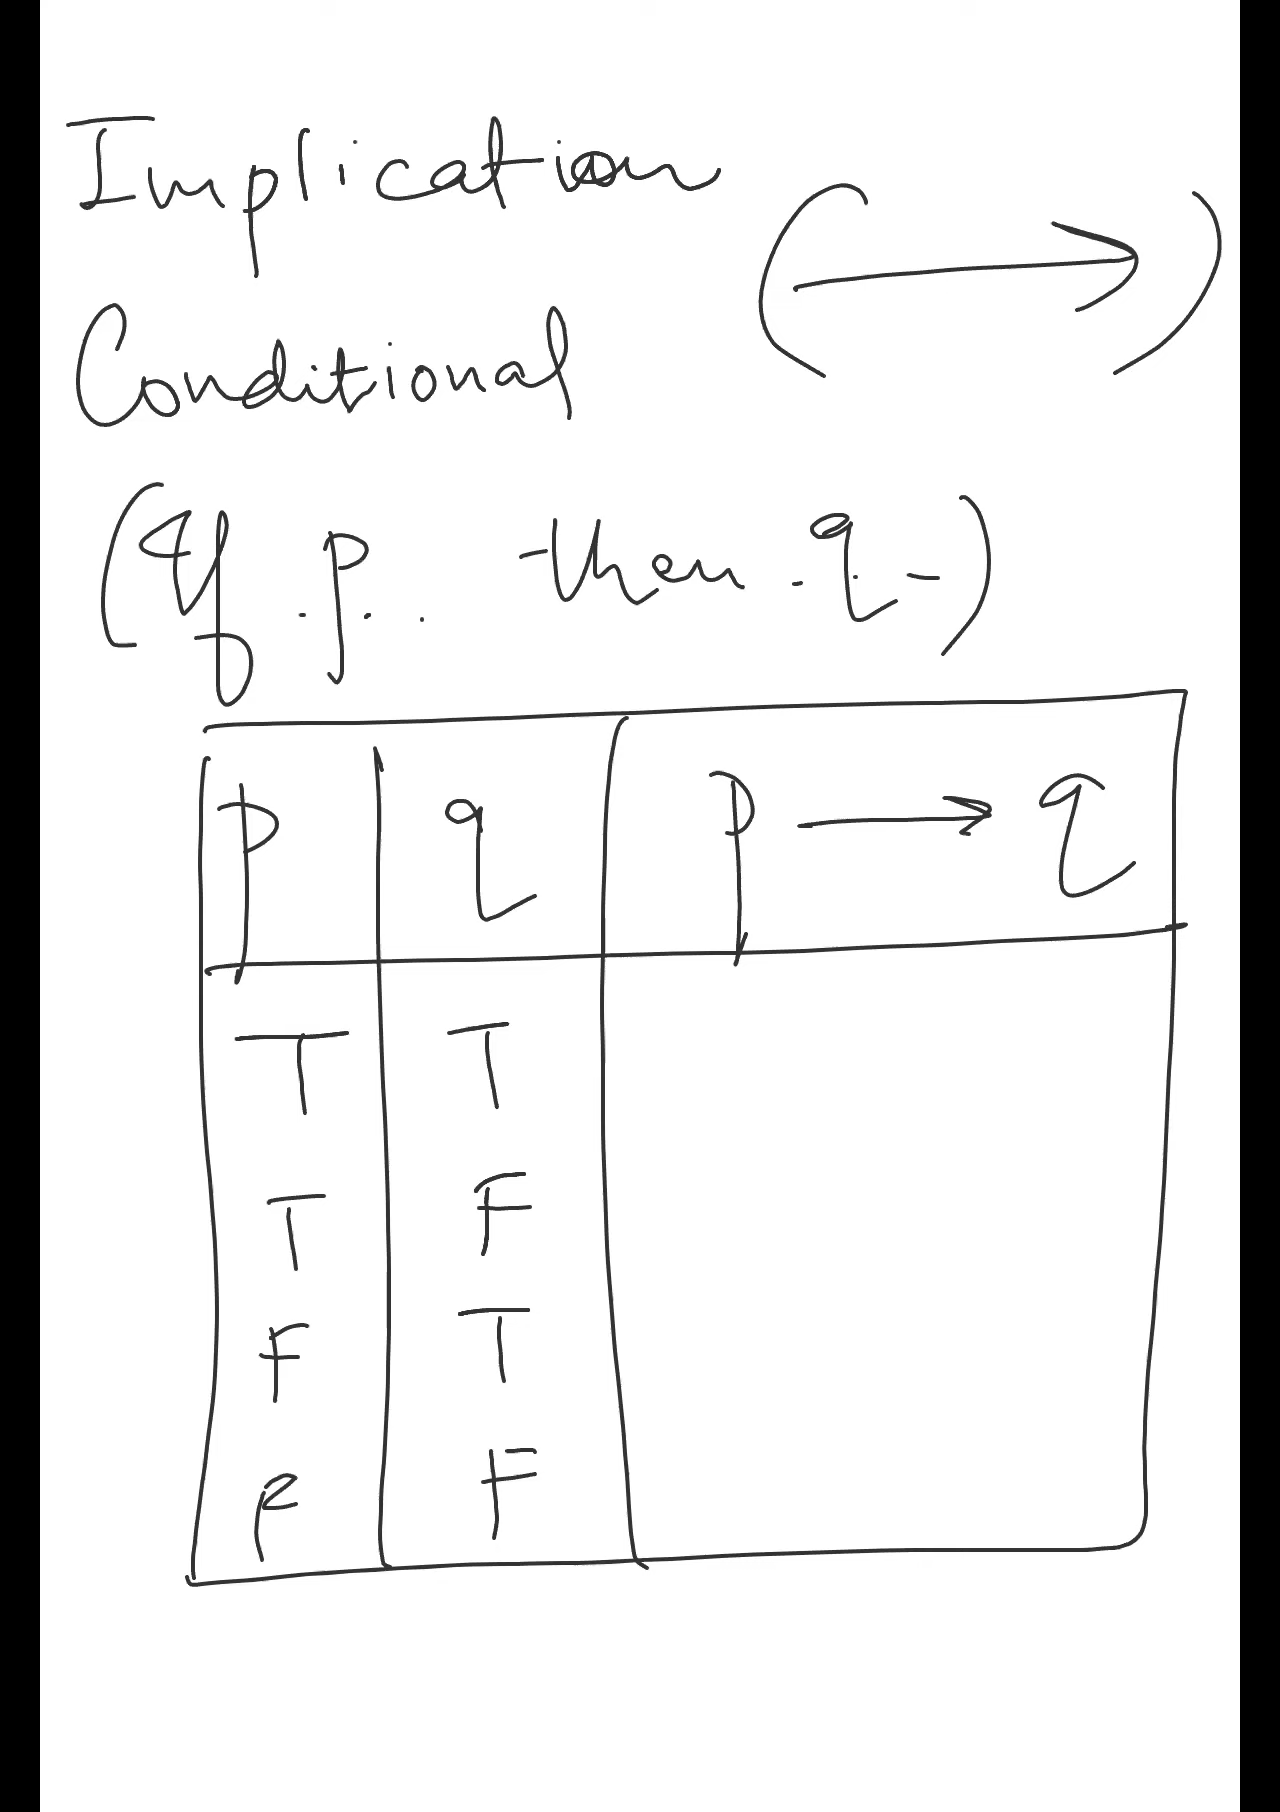 Implication
(→)
Conditional
(If . p . . then . q . -)
p q p → q
T T
T F
F T
F F